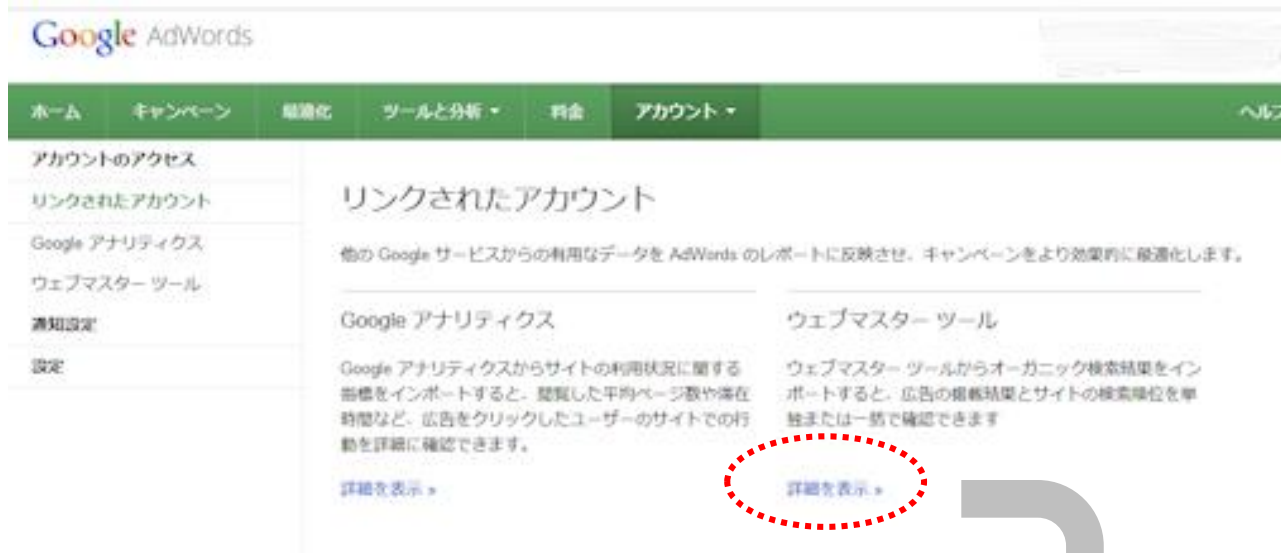 Google AdWords
ホーム キャンペーン 最適化 ツールと分析 料金 アカウント ヘルプ
アカウントのアクセス
リンクされたアカウント
Google アナリティクス
ウェブマスター ツール
通知設定
設定
リンクされたアカウント
他の Google サービスからの有用なデータを AdWords のレポートに反映させ、キャンペーンをより効果的に最適化します。
Google アナリティクス
Google アナリティクスからサイトの利用状況に関する
指標をインポートすると、閲覧した平均ページ数や滞在
時間など、広告をクリックしたユーザーのサイトでの行
動を詳細に確認できます。
詳細を表示 »
ウェブマスター ツール
ウェブマスター ツールからオーガニック検索結果をイン
ポートすると、広告の掲載結果とサイトの検索順位を単
独または一括で確認できます
詳細を表示 »